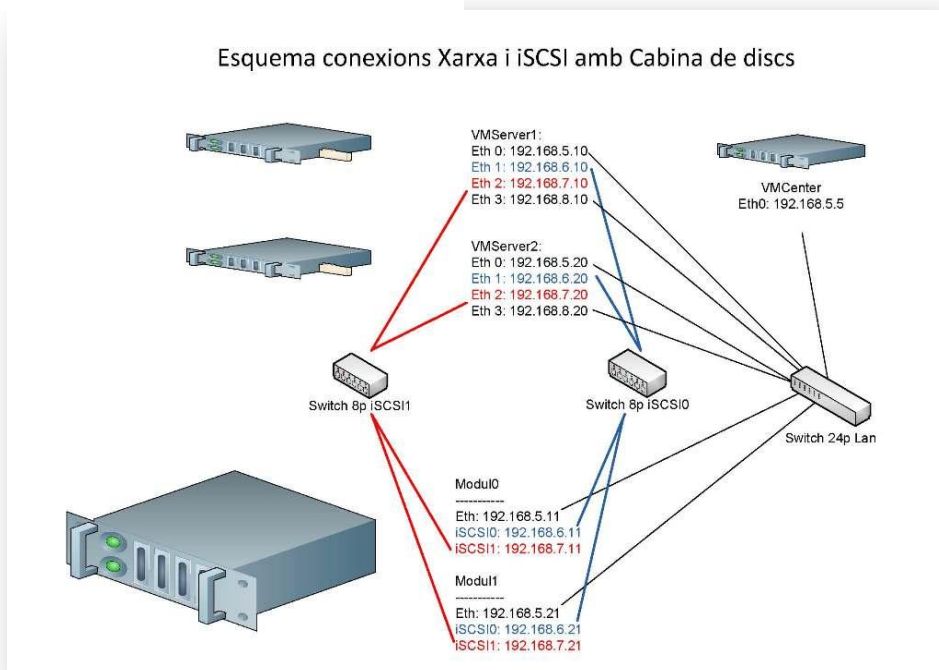 Esquema conexions Xarxa i iSCSI amb Cabina de discs
VMServer1:
Eth 0: 192.168.5.10
Eth 1: 192.168.6.10
Eth 2: 192.168.7.10
Eth 3: 192.168.8.10
VMCenter
Eth0: 192.168.5.5
VMServer2:
Eth 0: 192.168.5.20
Eth 1: 192.168.6.20
Eth 2: 192.168.7.20
Eth 3: 192.168.8.20
Switch 8p iSCSI1
Switch 8p iSCSI0
Switch 24p Lan
Modul0
-----------
Eth: 192.168.5.11
iSCSI0: 192.168.6.11
iSCSI1: 192.168.7.11
Modul1
-----------
Eth: 192.168.5.21
iSCSI0: 192.168.6.21
iSCSI1: 192.168.7.21